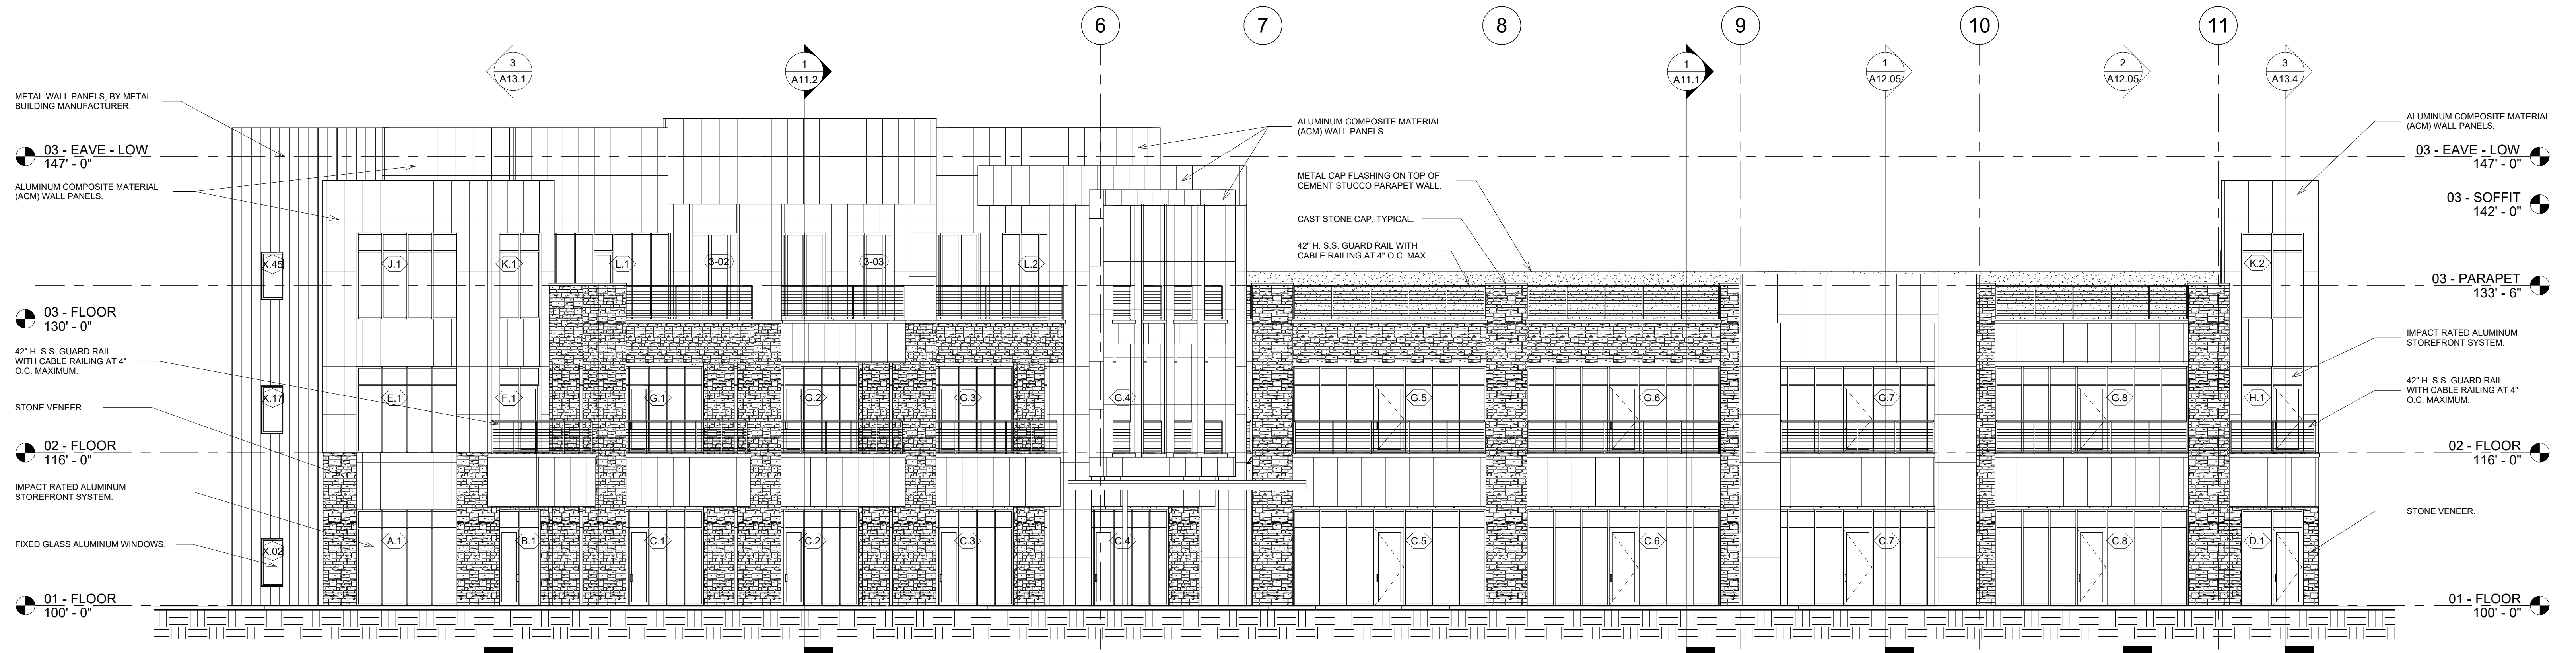 6
7
8
9
10
11
3
A13.1
1
A11.2
1
A11.1
1
A12.05
2
A12.05
3
A13.4
METAL WALL PANELS, BY METAL
BUILDING MANUFACTURER.
03 - EAVE - LOW
147' - 0"
ALUMINUM COMPOSITE MATERIAL
(ACM) WALL PANELS.
03 - FLOOR
130' - 0"
42" H. S.S. GUARD RAIL
WITH CABLE RAILING AT 4"
O.C. MAXIMUM.
STONE VENEER.
02 - FLOOR
116' - 0"
IMPACT RATED ALUMINUM
STOREFRONT SYSTEM.
FIXED GLASS ALUMINUM WINDOWS.
01 - FLOOR
100' - 0"
ALUMINUM COMPOSITE MATERIAL
(ACM) WALL PANELS.
METAL CAP FLASHING ON TOP OF
CEMENT STUCCO PARAPET WALL.
CAST STONE CAP, TYPICAL.
42" H. S.S. GUARD RAIL WITH
CABLE RAILING AT 4" O.C. MAX.
X.45
J.1
K.1
L.1
3-02
3-03
L.2
K.2
X.17
E.1
F.1
G.1
G.2
G.3
G.4
G.5
G.6
G.7
G.8
H.1
X.02
A.1
B.1
C.1
C.2
C.3
C.4
C.5
C.6
C.7
C.8
D.1
ALUMINUM COMPOSITE MATERIAL
(ACM) WALL PANELS.
03 - EAVE - LOW
147' - 0"
03 - SOFFIT
142' - 0"
03 - PARAPET
133' - 6"
IMPACT RATED ALUMINUM
STOREFRONT SYSTEM.
42" H. S.S. GUARD RAIL
WITH CABLE RAILING AT 4"
O.C. MAXIMUM.
02 - FLOOR
116' - 0"
STONE VENEER.
01 - FLOOR
100' - 0"